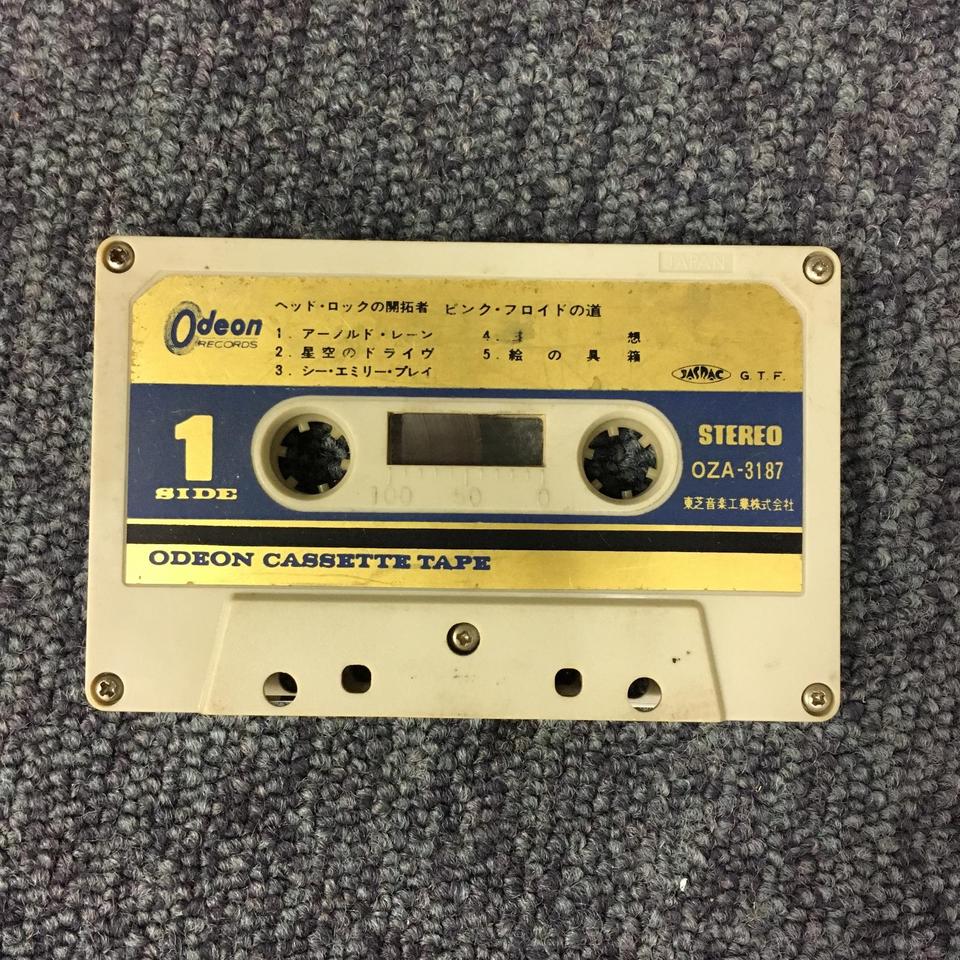 JAPAN
Odeon
RECORDS
ヘッド・ロックの開拓者 ピンク・フロイドの道
1. アーノルド・レーン
2. 星空のドライヴ
3. シー・エミリー・プレイ
4. 想
5. 絵の具箱
JASRAC G.T.F.
1
SIDE
100 50 0
STEREO
OZA-3187
東芝音楽工業株式会社
ODEON CASSETTE TAPE